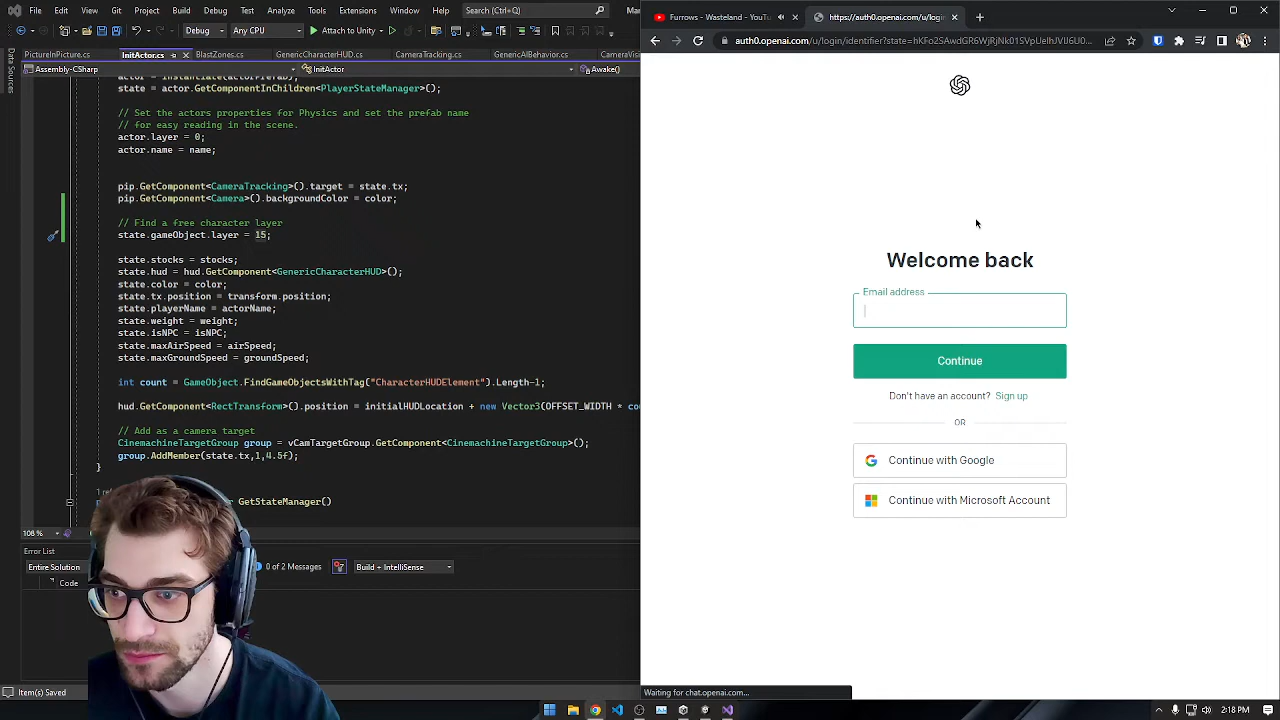 File Edit View Git Project Build Debug Test Analyze Tools Extensions Window Help Search (Ctrl+Q)
Debug Any CPU Attach to Unity
PictureInPicture.cs InitActor.cs BlastZones.cs GenericCharacterHUD.cs CameraTracking.cs GenericAIBehavior.cs
Data Sources
Assembly-CSharp InitActor Awake()
state = actor.GetComponentInChildren<PlayerStateManager>();
// Set the actors properties for Physics and set the prefab name
// for easy reading in the scene.
actor.layer = 0;
actor.name = name;
pip.GetComponent<CameraTracking>().target = state.tx;
pip.GetComponent<Camera>().backgroundColor = color;
// Find a free character layer
state.gameObject.layer = 15;
state.stocks = stocks;
state.hud = hud.GetComponent<GenericCharacterHUD>();
state.color = color;
state.tx.position = transform.position;
state.playerName = actorName;
state.weight = weight;
state.isNPC = isNPC;
state.maxAirSpeed = airSpeed;
state.maxGroundSpeed = groundSpeed;
int count = GameObject.FindGameObjectsWithTag("CharacterHUDElement").Length-1;
hud.GetComponent<RectTransform>().position = initialHUDLocation + new Vector3(OFFSET_WIDTH * co
// Add as a camera target
CinemachineTargetGroup group = vCamTargetGroup.GetComponent<CinemachineTargetGroup>();
group.AddMember(state.tx,1,4.5f);
}
GetStateManager()
108 %
Error List
Entire Solution 0 of 2 Messages Build + IntelliSense
Code
Item(s) Saved
Furrows - Wasteland - YouTu https://auth0.openai.com/u/login
auth0.openai.com/u/login/identifier?state=hKFo2SAwdGR6WjRjNk01SVpUelhJVlJ6U0...
Welcome back
Email address
Continue
Don't have an account? Sign up
OR
Continue with Google
Continue with Microsoft Account
Waiting for chat.openai.com...
2:18 PM